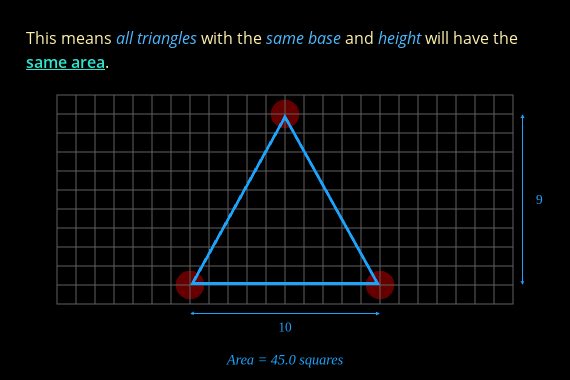 This means all triangles with the same base and height will have the
same area.
9
10
Area = 45.0 squares